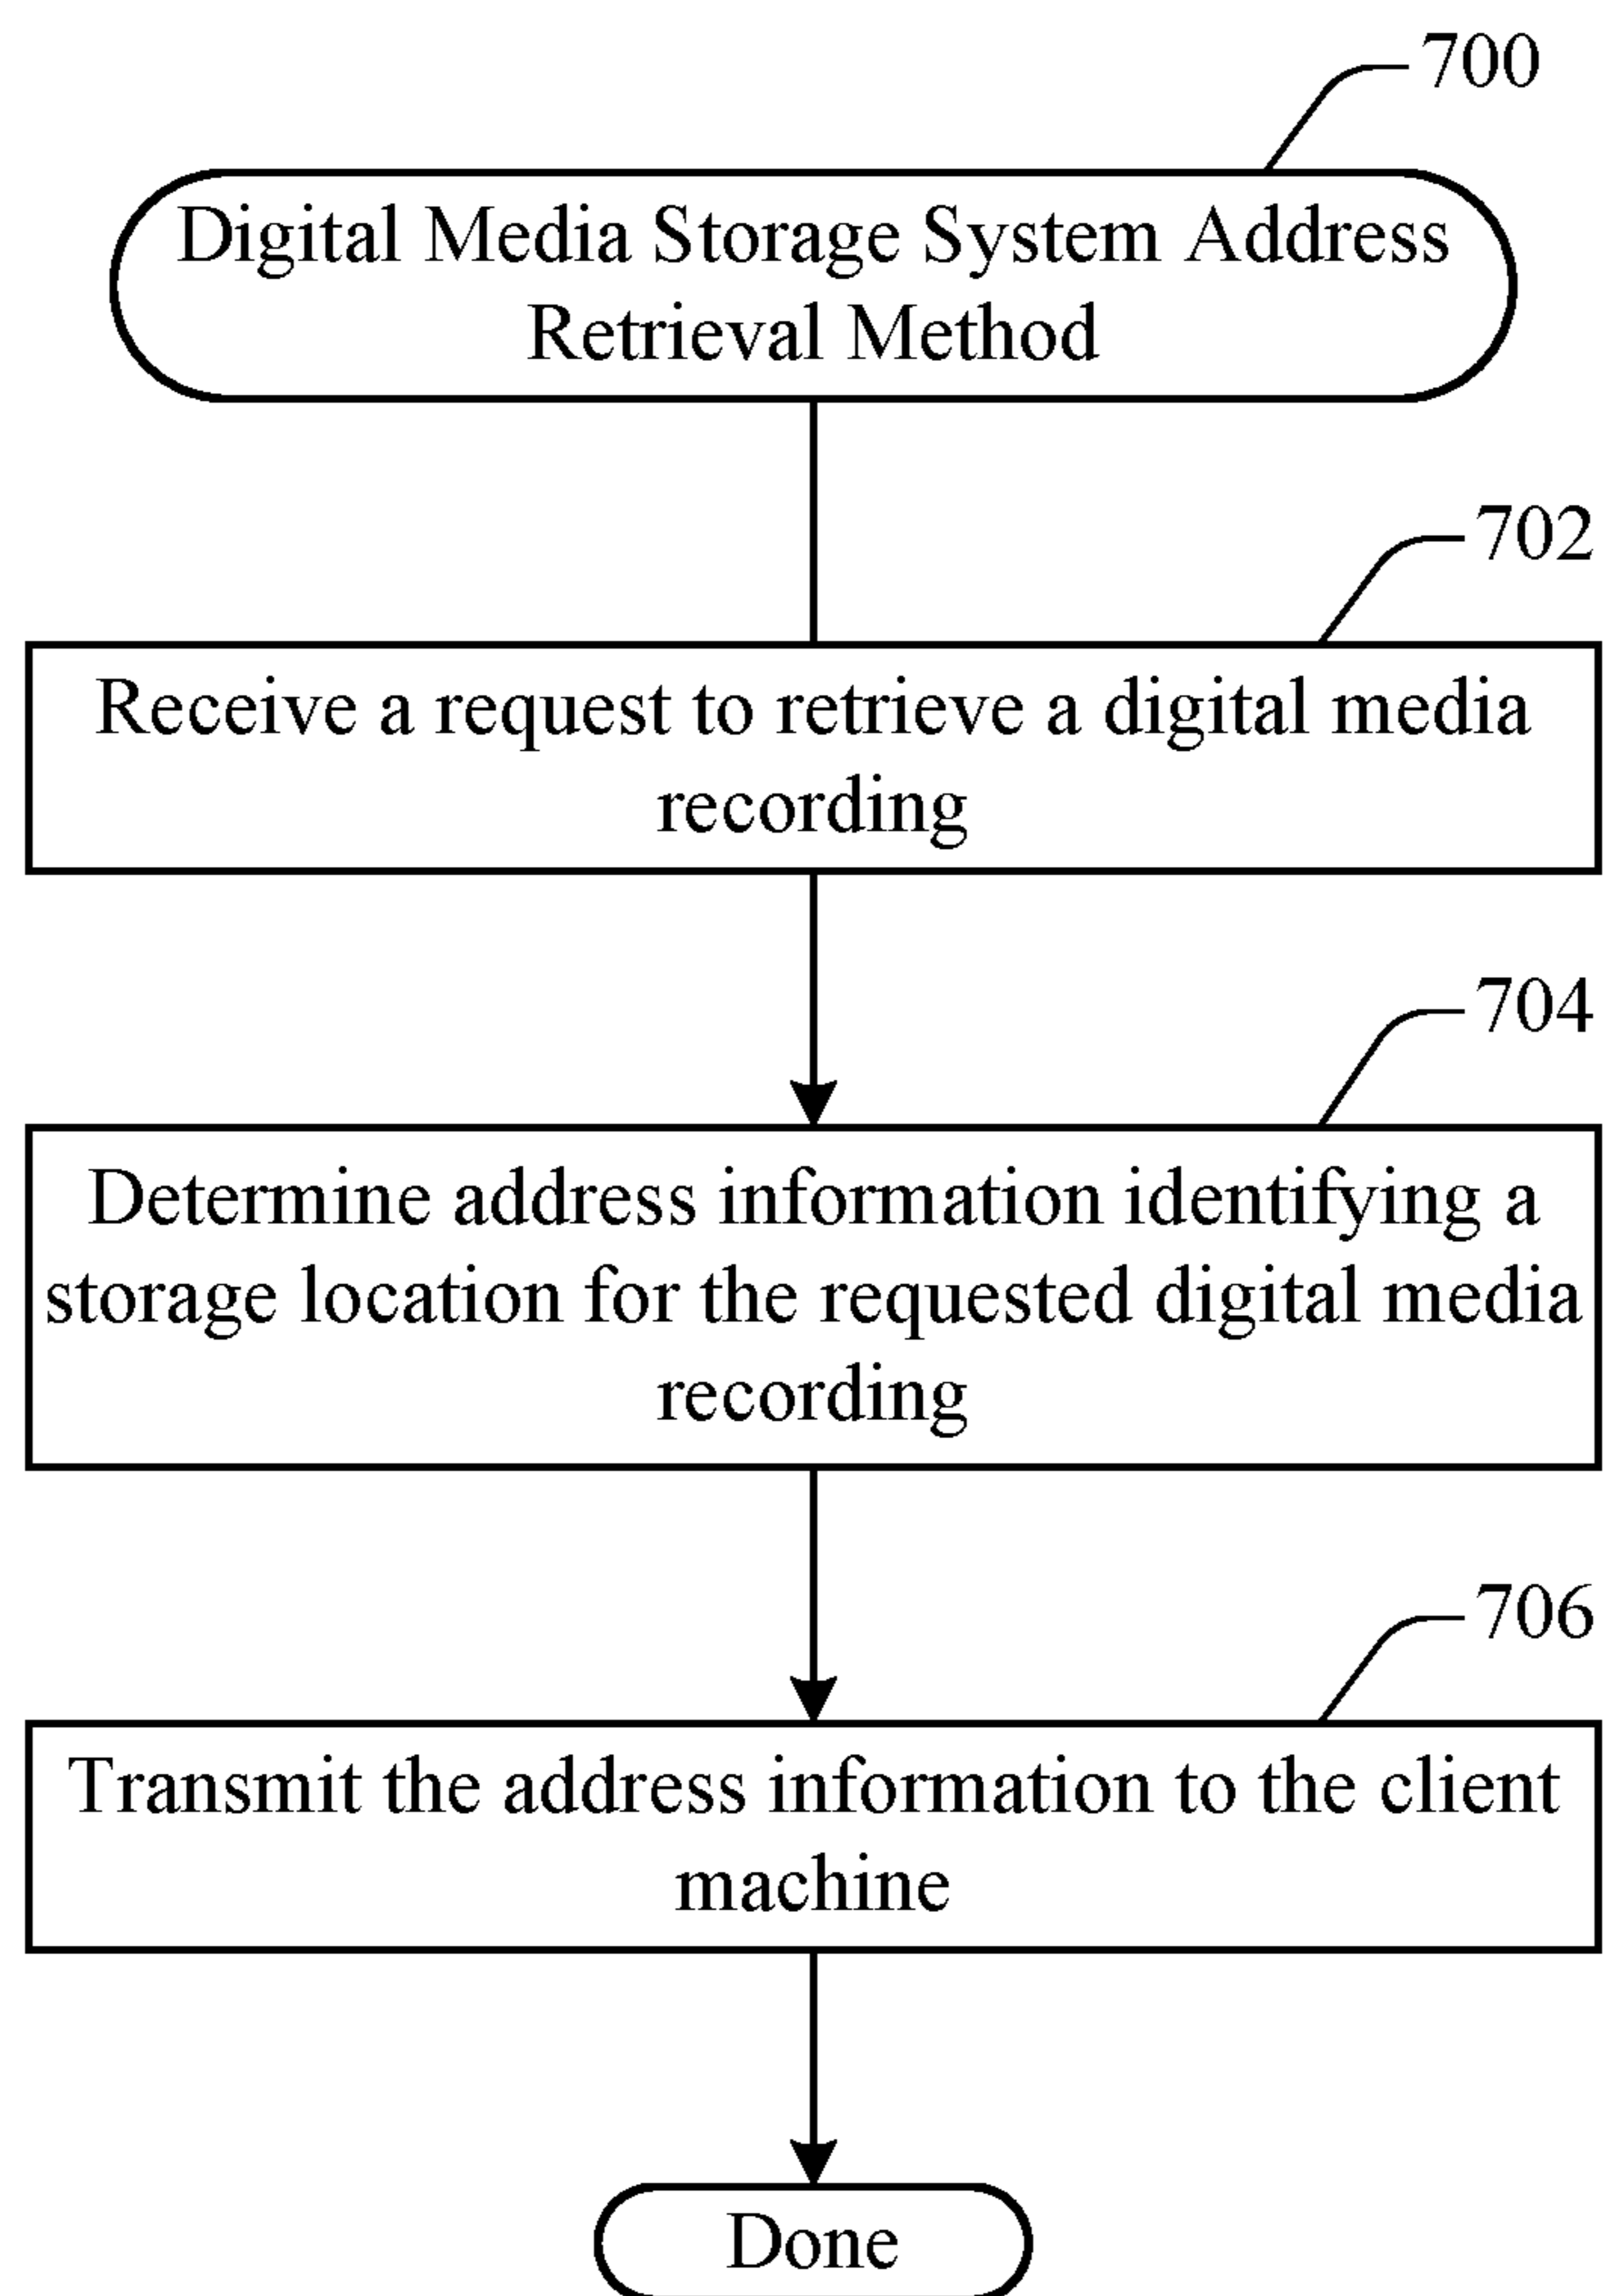 700
Digital Media Storage System Address
Retrieval Method
702
Receive a request to retrieve a digital media
recording
704
Determine address information identifying a
storage location for the requested digital media
recording
706
Transmit the address information to the client
machine
Done